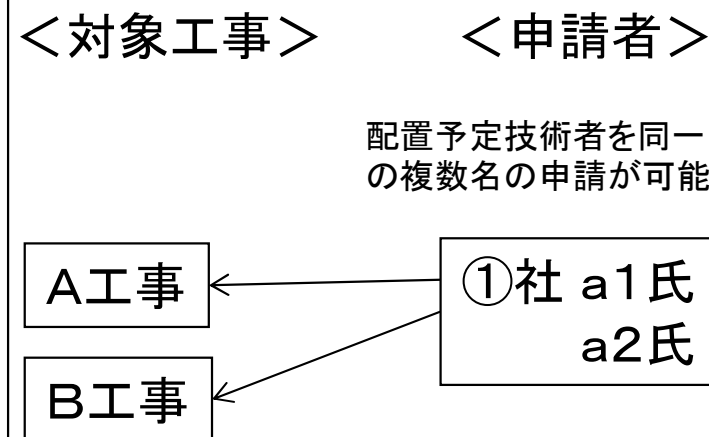 ＜対象工事＞
＜申請者＞
配置予定技術者を同一
の複数名の申請が可能
A工事
①社 a1氏
a2氏
B工事